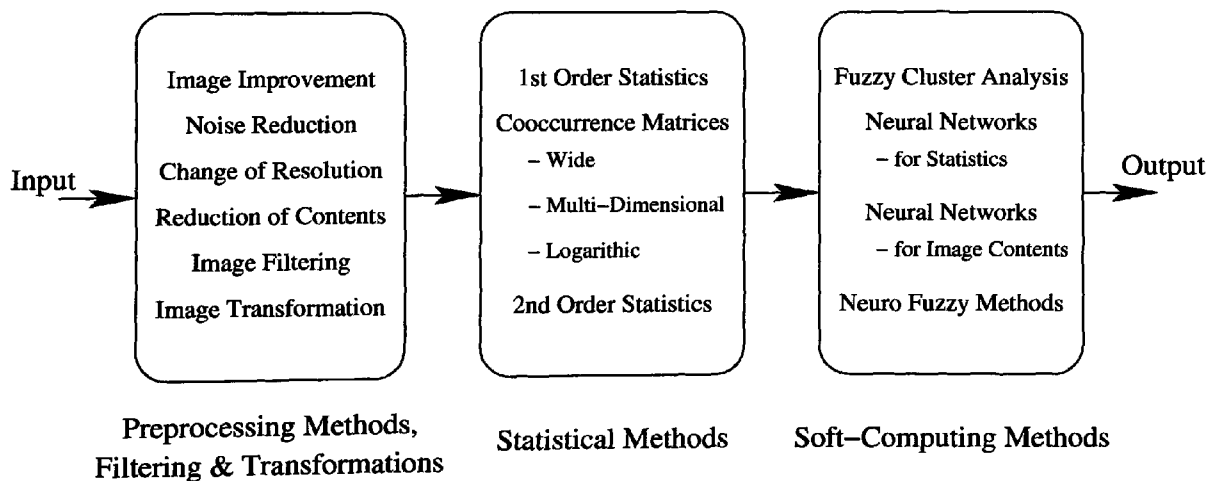 Input
Image Improvement
Noise Reduction
Change of Resolution
Reduction of Contents
Image Filtering
Image Transformation
Preprocessing Methods,
Filtering & Transformations
1st Order Statistics
Cooccurrence Matrices
– Wide
– Multi–Dimensional
– Logarithic
2nd Order Statistics
Statistical Methods
Fuzzy Cluster Analysis
Neural Networks
– for Statistics
Neural Networks
– for Image Contents
Neuro Fuzzy Methods
Soft–Computing Methods
Output